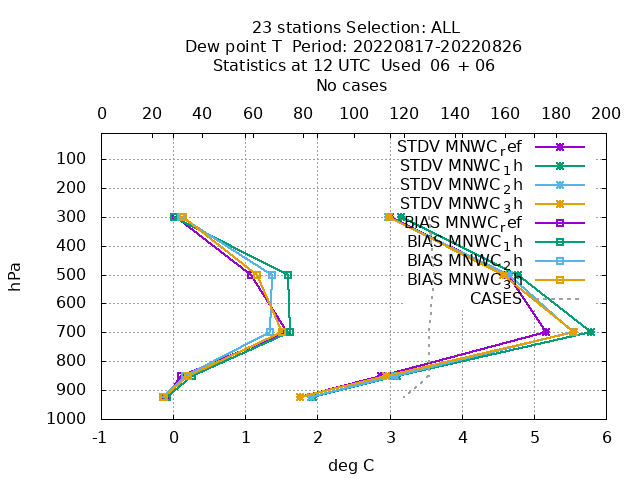 23 stations Selection: ALL
Dew point T  Period: 20220817-20220826
Statistics at 12 UTC  Used  06 + 06
No cases
0 20 40 60 80 100 120 140 160 180 200
STDV MNWC_ref
STDV MNWC_1h
STDV MNWC_2h
STDV MNWC_3h
BIAS MNWC_ref
BIAS MNWC_1h
BIAS MNWC_2h
BIAS MNWC_3h
CASES
100
200
300
400
500
600
700
800
900
1000
hPa
-1 0 1 2 3 4 5 6
deg C